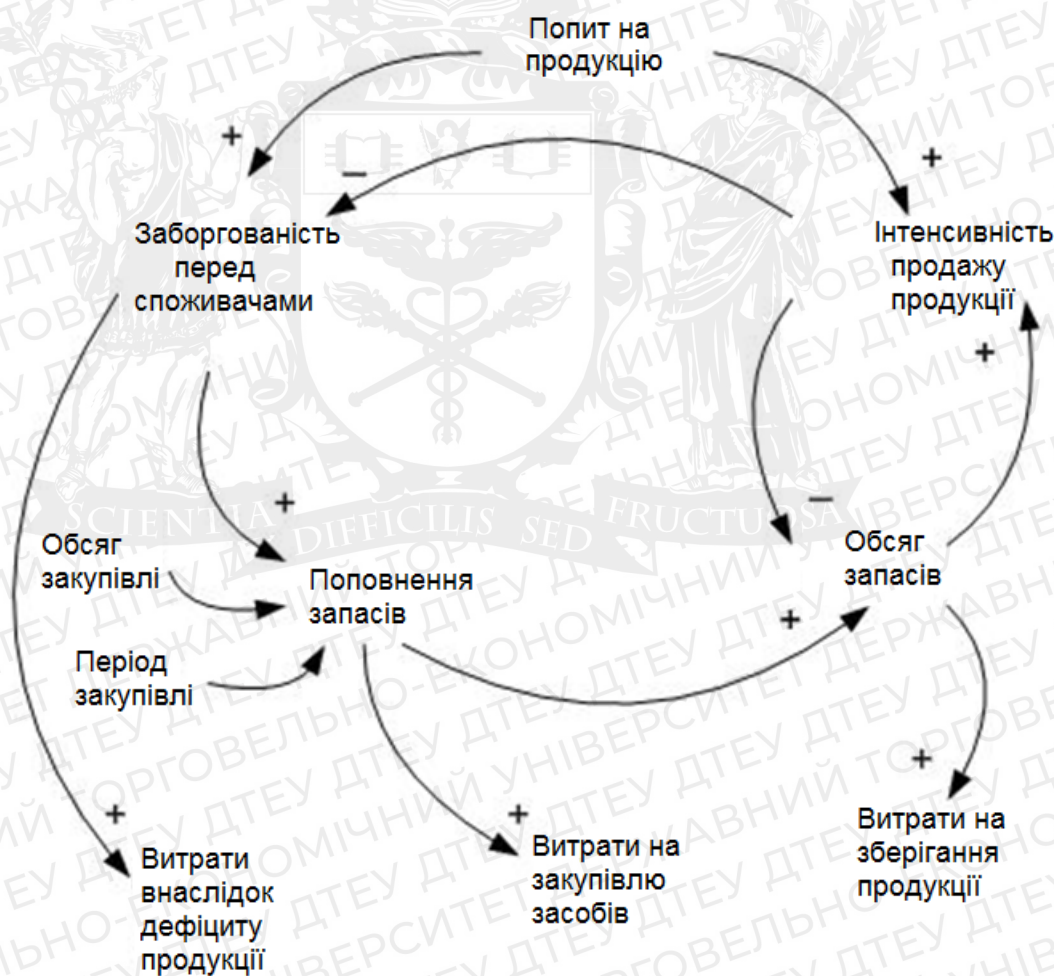 Попит на
продукцію
+
+
−
Заборгованість
перед
споживачами
Інтенсивність
продажу
продукції
+
+
−
SCIENTIA DIFFICILIS SED FRUCTUOSA
Обсяг
закупівлі
Поповнення
запасів
Обсяг
запасів
+
Період
закупівлі
+
+
+
Витрати
внаслідок
дефіциту
продукції
Витрати на
закупівлю
засобів
Витрати на
зберігання
продукції